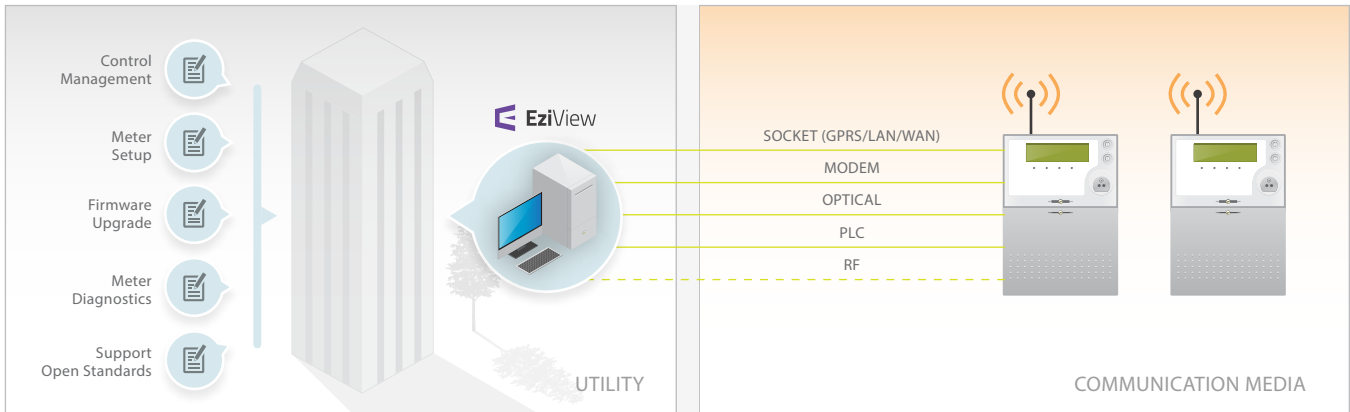 Control
Management
Meter
Setup
Firmware
Upgrade
Meter
Diagnostics
Support
Open Standards
EziView
UTILITY
SOCKET (GPRS/LAN/WAN)
MODEM
OPTICAL
PLC
RF
COMMUNICATION MEDIA